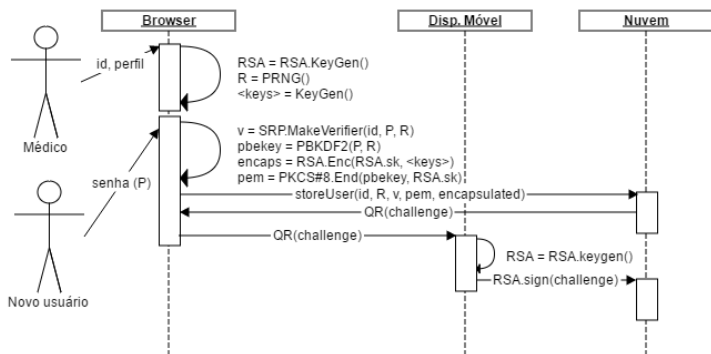 Browser
Disp. Móvel
Nuvem
id, perfil
RSA = RSA.KeyGen()
R = PRNG()
<keys> = KeyGen()
Médico
v = SRP.MakeVerifier(id, P, R)
pbekey = PBKDF2(P, R)
encaps = RSA.Enc(RSA.sk, <keys>)
pem = PKCS#8.End(pbekey, RSA.sk)
senha (P)
storeUser(id, R, v, pem, encapsulated)
QR(challenge)
QR(challenge)
RSA = RSA.keygen()
RSA.sign(challenge)
Novo usuário